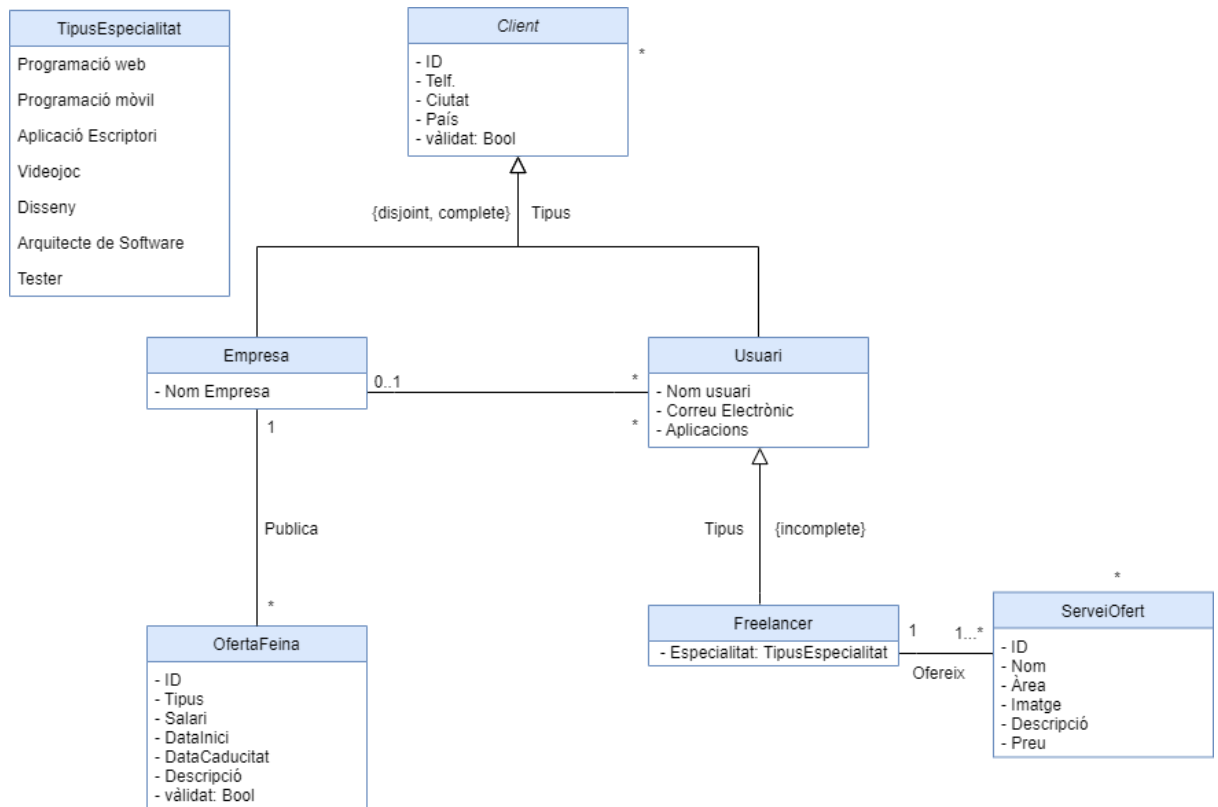 TipusEspecialitat
Programació web
Programació mòvil
Aplicació Escriptori
Videojoc
Disseny
Arquitecte de Software
Tester
Client
*
- ID
- Telf.
- Ciutat
- País
- vàlidat: Bool
{disjoint, complete} Tipus
Empresa
- Nom Empresa
0..1
*
Usuari
- Nom usuari
- Correu Electrònic
- Aplicacions
1
*
Publica
Tipus {incomplete}
*
OfertaFeina
- ID
- Tipus
- Salari
- DataInici
- DataCaducitat
- Descripció
- vàlidat: Bool
Freelancer
- Especialitat: TipusEspecialitat
1
1...*
Ofereix
*
ServeiOfert
- ID
- Nom
- Àrea
- Imatge
- Descripció
- Preu